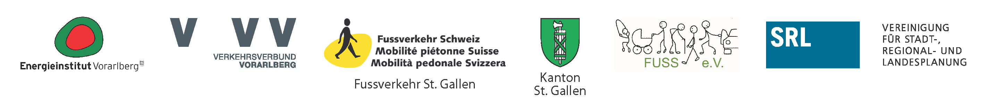 Energieinstitut Vorarlberg
V VV
VERKEHRSVERBUND
VORARLBERG
Fussverkehr Schweiz
Mobilité piétonne Suisse
Mobilità pedonale Svizzera
Fussverkehr St. Gallen
Kanton
St. Gallen
FUSS e.V.
SRL
VEREINIGUNG
FÜR STADT-,
REGIONAL- UND
LANDESPLANUNG